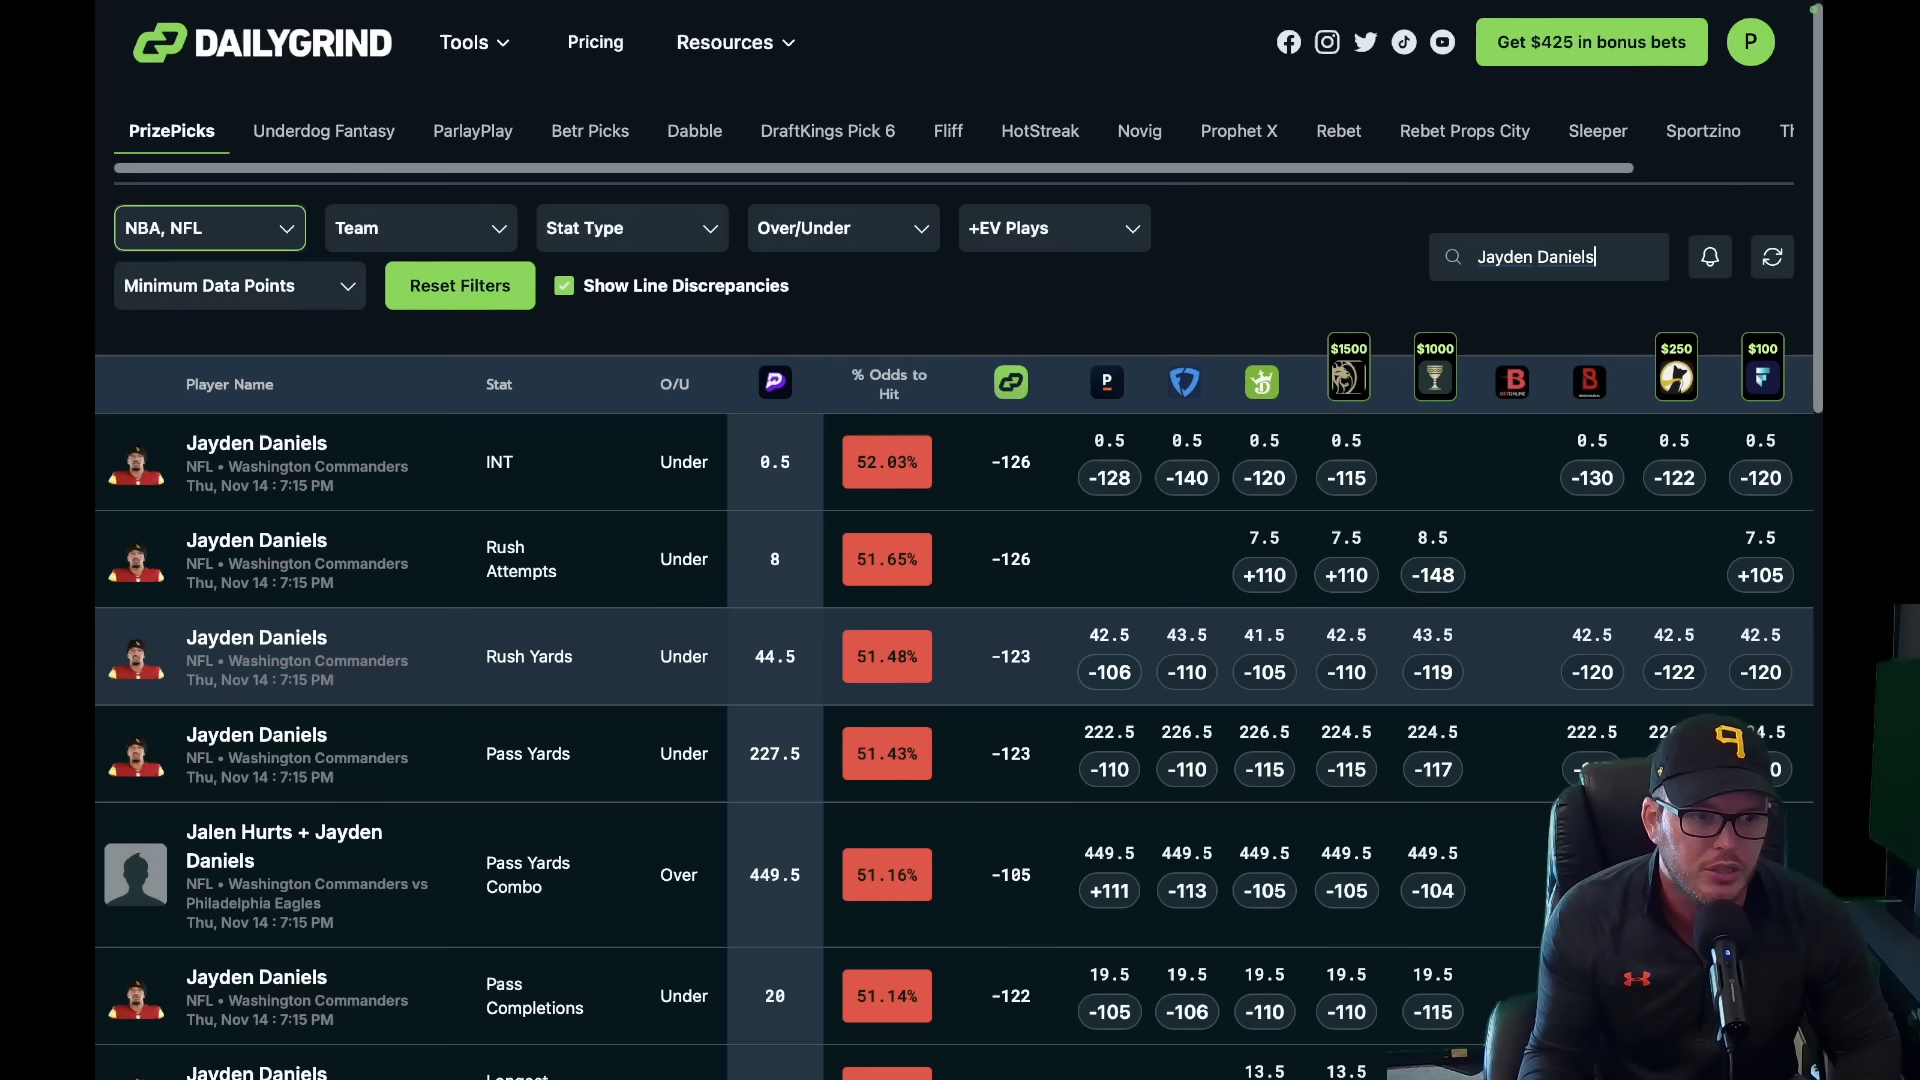 DAILYGRIND Tools Pricing Resources Get $425 in bonus bets P
PrizePicks Underdog Fantasy ParlayPlay Betr Picks Dabble DraftKings Pick 6 Fliff HotStreak Novig Prophet X Rebet Rebet Props City Sleeper Sportzino
NBA, NFL Team Stat Type Over/Under +EV Plays
Jayden Daniels
Minimum Data Points Reset Filters Show Line Discrepancies
$1500 $1000 $250 $100
Player Name Stat O/U % Odds to
Hit
Jayden Daniels
NFL • Washington Commanders
Thu, Nov 14 : 7:15 PM
INT Under 0.5 52.03% -126
0.5 0.5 0.5 0.5 0.5 0.5 0.5
-128 -140 -120 -115 -130 -122 -120
Jayden Daniels
NFL • Washington Commanders
Thu, Nov 14 : 7:15 PM
Rush
Attempts
Under 8 51.65% -126
7.5 7.5 8.5 7.5
+110 +110 -148 +105
Jayden Daniels
NFL • Washington Commanders
Thu, Nov 14 : 7:15 PM
Rush Yards Under 44.5 51.48% -123
42.5 43.5 41.5 42.5 43.5 42.5 42.5 42.5
-106 -110 -105 -110 -119 -120 -122 -120
Jayden Daniels
NFL • Washington Commanders
Thu, Nov 14 : 7:15 PM
Pass Yards Under 227.5 51.43% -123
222.5 226.5 226.5 224.5 224.5 222.5
-110 -110 -115 -115 -117
Jalen Hurts + Jayden
Daniels
NFL • Washington Commanders vs
Philadelphia Eagles
Thu, Nov 14 : 7:15 PM
Pass Yards
Combo
Over 449.5 51.16% -105
449.5 449.5 449.5 449.5 449.5
+111 -113 -105 -105 -104
Jayden Daniels
NFL • Washington Commanders
Thu, Nov 14 : 7:15 PM
Pass
Completions
Under 20 51.14% -122
19.5 19.5 19.5 19.5 19.5
-105 -106 -110 -110 -115
Jayden Daniels
Longest
13.5 13.5